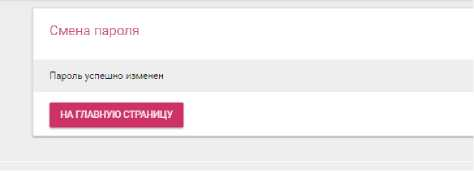 Смена пароля
Пароль успешно изменен
НА ГЛАВНУЮ СТРАНИЦУ